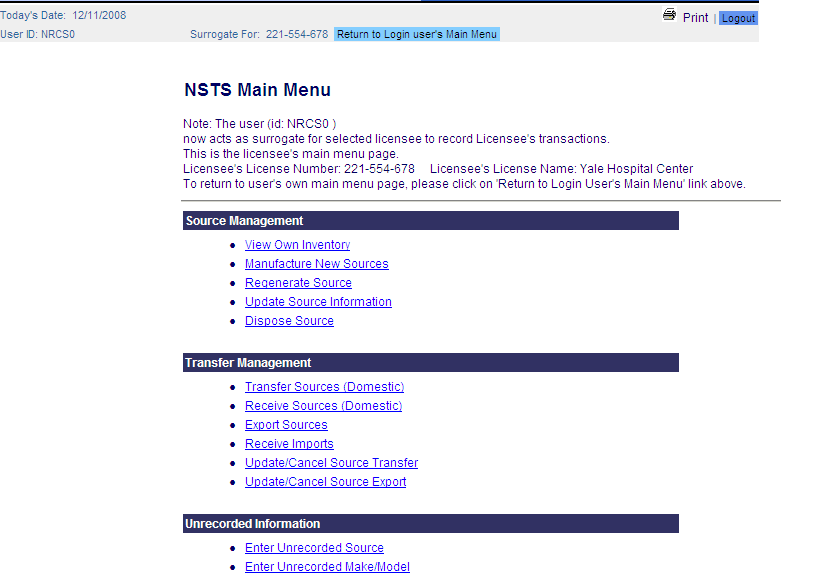 Today's Date: 12/11/2008
Print | Logout
User ID: NRCS0 Surrogate For: 221-554-678 Return to Login user's Main Menu
NSTS Main Menu
Note: The user (id: NRCS0 )
now acts as surrogate for selected licensee to record Licensee's transactions.
This is the licensee's main menu page.
Licensee's License Number: 221-554-678 Licensee's License Name: Yale Hospital Center
To return to user's own main menu page, please click on 'Return to Login User's Main Menu' link above.
Source Management
• View Own Inventory
• Manufacture New Sources
• Regenerate Source
• Update Source Information
• Dispose Source
Transfer Management
• Transfer Sources (Domestic)
• Receive Sources (Domestic)
• Export Sources
• Receive Imports
• Update/Cancel Source Transfer
• Update/Cancel Source Export
Unrecorded Information
• Enter Unrecorded Source
• Enter Unrecorded Make/Model